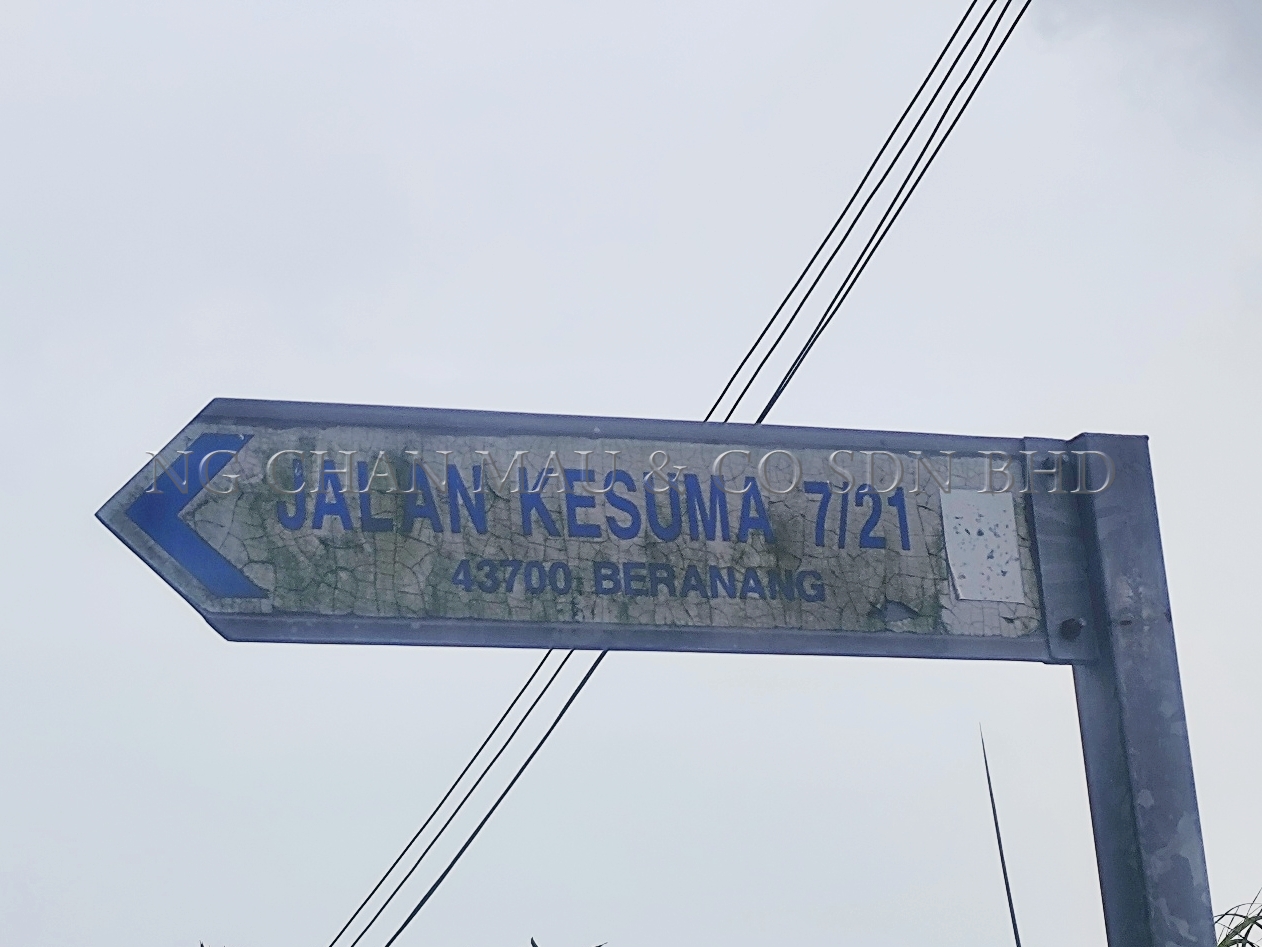 NG CHAN MAU & CO SDN BHD
JALAN KESUMA 7/21
43700 BERANANG